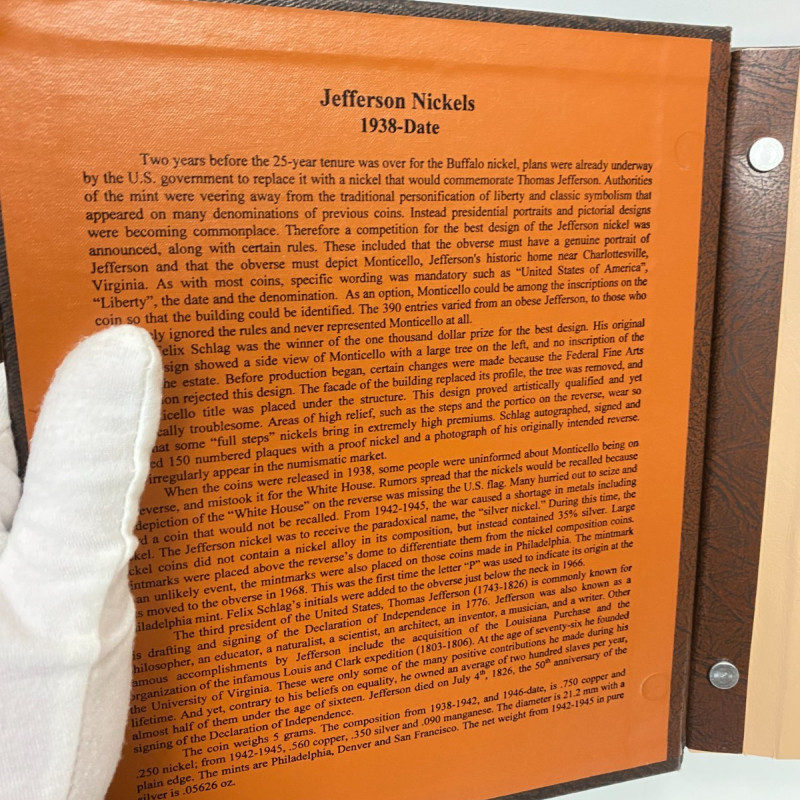 Jefferson Nickels
1938-Date
Two years before the 25-year tenure was over for the Buffalo nickel, plans were already underway
by the U.S. government to replace it with a nickel that would commemorate Thomas Jefferson. Authorities
of the mint were veering away from the traditional personification of liberty and classic symbolism that
appeared on many denominations of previous coins. Instead presidential portraits and pictorial designs
were becoming commonplace. Therefore a competition for the best design of the Jefferson nickel was
announced, along with certain rules. These included that the obverse must have a genuine portrait of
Jefferson and that the obverse must depict Monticello, Jefferson's historic home near Charlottesville,
Virginia. As with most coins, specific wording was mandatory such as “United States of America”,
“Liberty”, the date and the denomination. As an option, Monticello could be among the inscriptions on the
coin so that the building could be identified. The 390 entries varied from an obese Jefferson, to those who
ly ignored the rules and never represented Monticello at all.
elix Schlag was the winner of the one thousand dollar prize for the best design. His original
sign showed a side view of Monticello with a large tree on the left, and no inscription of the
he estate. Before production began, certain changes were made because the Federal Fine Arts
on rejected this design. The facade of the building replaced its profile, the tree was removed, and
icello title was placed under the structure. This design proved artistically qualified and yet
cally troublesome. Areas of high relief, such as the steps and the portico on the reverse, wear so
hat some “full steps” nickels bring in extremely high premiums. Schlag autographed, signed and
ed 150 numbered plaques with a proof nickel and a photograph of his originally intended reverse.
irregularly appear in the numismatic market.
When the coins were released in 1938, some people were uninformed about Monticello being on
everse, and mistook it for the White House. Rumors spread that the nickels would be recalled because
depiction of the “White House” on the reverse was missing the U.S. flag. Many hurried out to seize and
d a coin that would not be recalled. From 1942-1945, the war caused a shortage in metals including
kel. The Jefferson nickel was to receive the paradoxical name, the “silver nickel.” During this time, the
ckel coins did not contain a nickel alloy in its composition, but instead contained 35% silver. Large
ntmarks were placed above the reverse's dome to differentiate them from the nickel composition coins.
an unlikely event, the mintmarks were also placed on those coins made in Philadelphia. The mintmark
s moved to the obverse in 1968. This was the first time the letter “P” was used to indicate its origin at the
iladelphia mint. Felix Schlag's initials were added to the obverse just below the neck in 1966.
The third president of the United States, Thomas Jefferson (1743-1826) is commonly known for
is drafting and signing of the Declaration of Independence in 1776. Jefferson was also known as a
hilosopher, an educator, a naturalist, a scientist, an architect, an inventor, a musician, and a writer. Other
amous accomplishments by Jefferson include the acquisition of the Louisiana Purchase and the
organization of the infamous Louis and Clark expedition (1803-1806). At the age of seventy-six he founded
the University of Virginia. These were only some of the many positive contributions he made during his
lifetime. And yet, contrary to his beliefs on equality, he owned an average of two hundred slaves per year,
almost half of them under the age of sixteen. Jefferson died on July 4th, 1826, the 50th anniversary of the
signing of the Declaration of Independence.
The coin weighs 5 grams. The composition from 1938-1942, and 1946-date, is .750 copper and
.250 nickel; from 1942-1945, .560 copper, .350 silver and .090 manganese. The diameter is 21.2 mm with a
plain edge. The mints are Philadelphia, Denver and San Francisco. The net weight from 1942-1945 in pure
silver is .05626 oz.